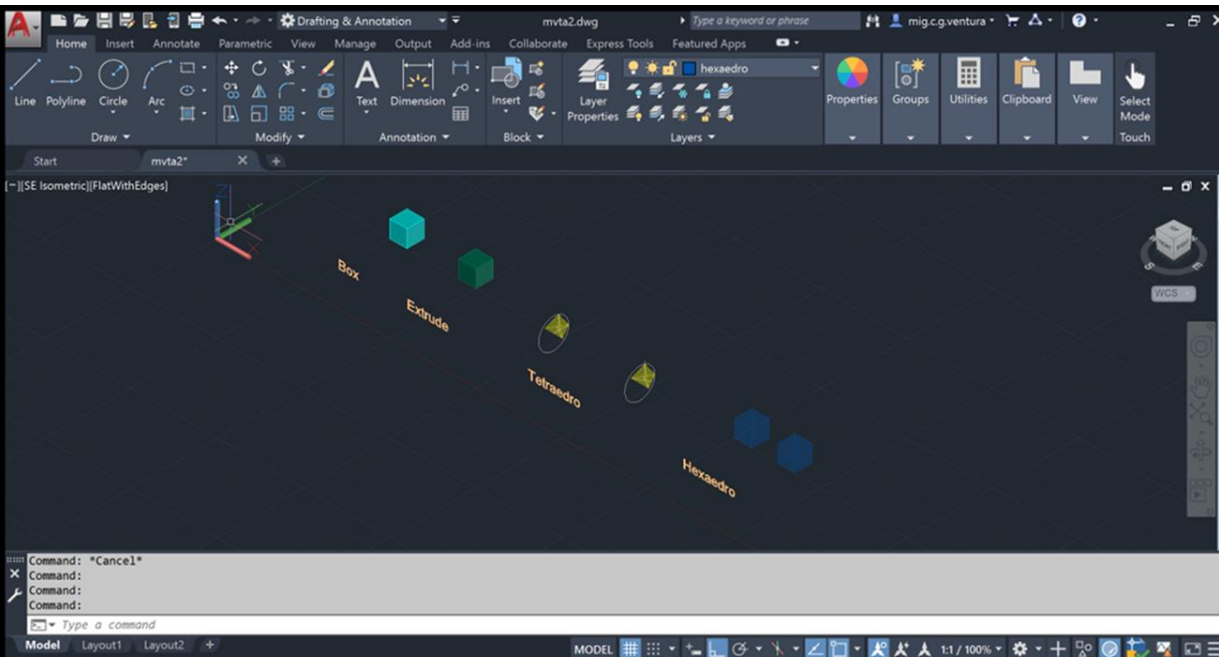 Drafting & Annotation
mvta2.dwg
Type a keyword or phrase
mig.c.g.ventura
Home Insert Annotate Parametric View Manage Output Add-ins Collaborate Express Tools Featured Apps
hexaedro
Line Polyline Circle Arc
Text Dimension
Insert
Layer Properties
Properties Groups Utilities Clipboard View Select Mode
Draw Modify Annotation Block Layers Touch
Start mvta2* +
[−][SE Isometric][FlatWithEdges]
Z
Y
X
Box
Extrude
Tetraedro
Hexaedro
TOP
S E
WCS
Command: *Cancel*
Command:
Command:
Command:
Type a command
Model Layout1 Layout2 +
MODEL 1:1 / 100%